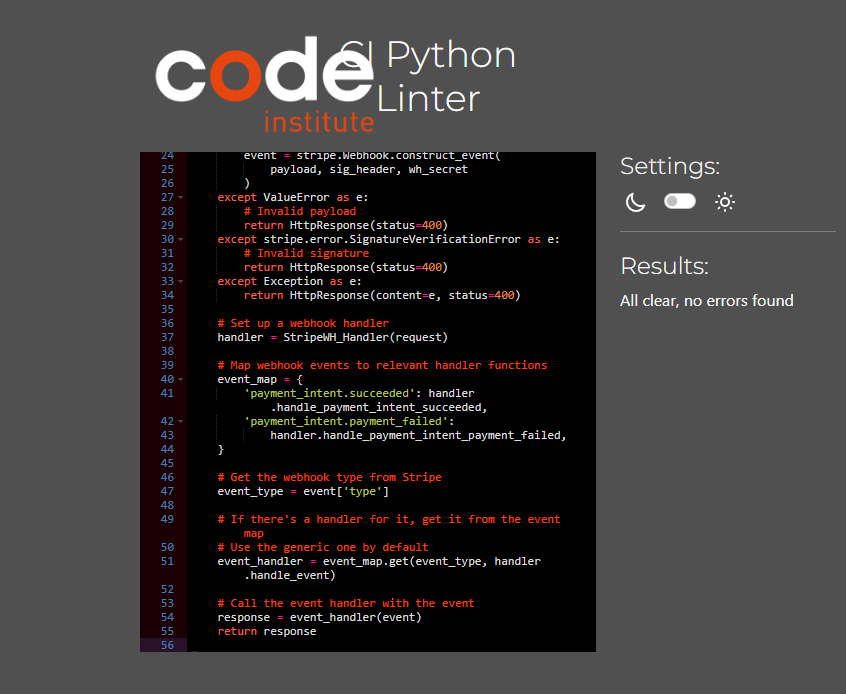 code
institute
CI Python
Linter
24 event = stripe.Webhook.construct_event(
25 payload, sig_header, wh_secret
26 )
27 except ValueError as e:
28 # Invalid payload
29 return HttpResponse(status=400)
30 except stripe.error.SignatureVerificationError as e:
31 # Invalid signature
32 return HttpResponse(status=400)
33 except Exception as e:
34 return HttpResponse(content=e, status=400)
35
36 # Set up a webhook handler
37 handler = StripeWH_Handler(request)
38
39 # Map webhook events to relevant handler functions
40 event_map = {
41 'payment_intent.succeeded': handler
.handle_payment_intent_succeeded,
42 'payment_intent.payment_failed':
43 handler.handle_payment_intent_payment_failed,
44 }
45
46 # Get the webhook type from Stripe
47 event_type = event['type']
48
49 # If there's a handler for it, get it from the event
map
50 # Use the generic one by default
51 event_handler = event_map.get(event_type, handler
.handle_event)
52
53 # Call the event handler with the event
54 response = event_handler(event)
55 return response
56
Settings:
Results:
All clear, no errors found